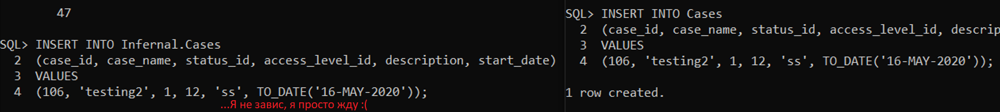 47
SQL> INSERT INTO Infernal.Cases
2 (case_id, case_name, status_id, access_level_id, description, start_date)
3 VALUES
4 (106, 'testing2', 1, 12, 'ss', TO_DATE('16-MAY-2020'));
...Я не завис, я просто жду :(
SQL> INSERT INTO Cases
2 (case_id, case_name, status_id, access_level_id, descrip
3 VALUES
4 (106, 'testing2', 1, 12, 'ss', TO_DATE('16-MAY-2020'));
1 row created.